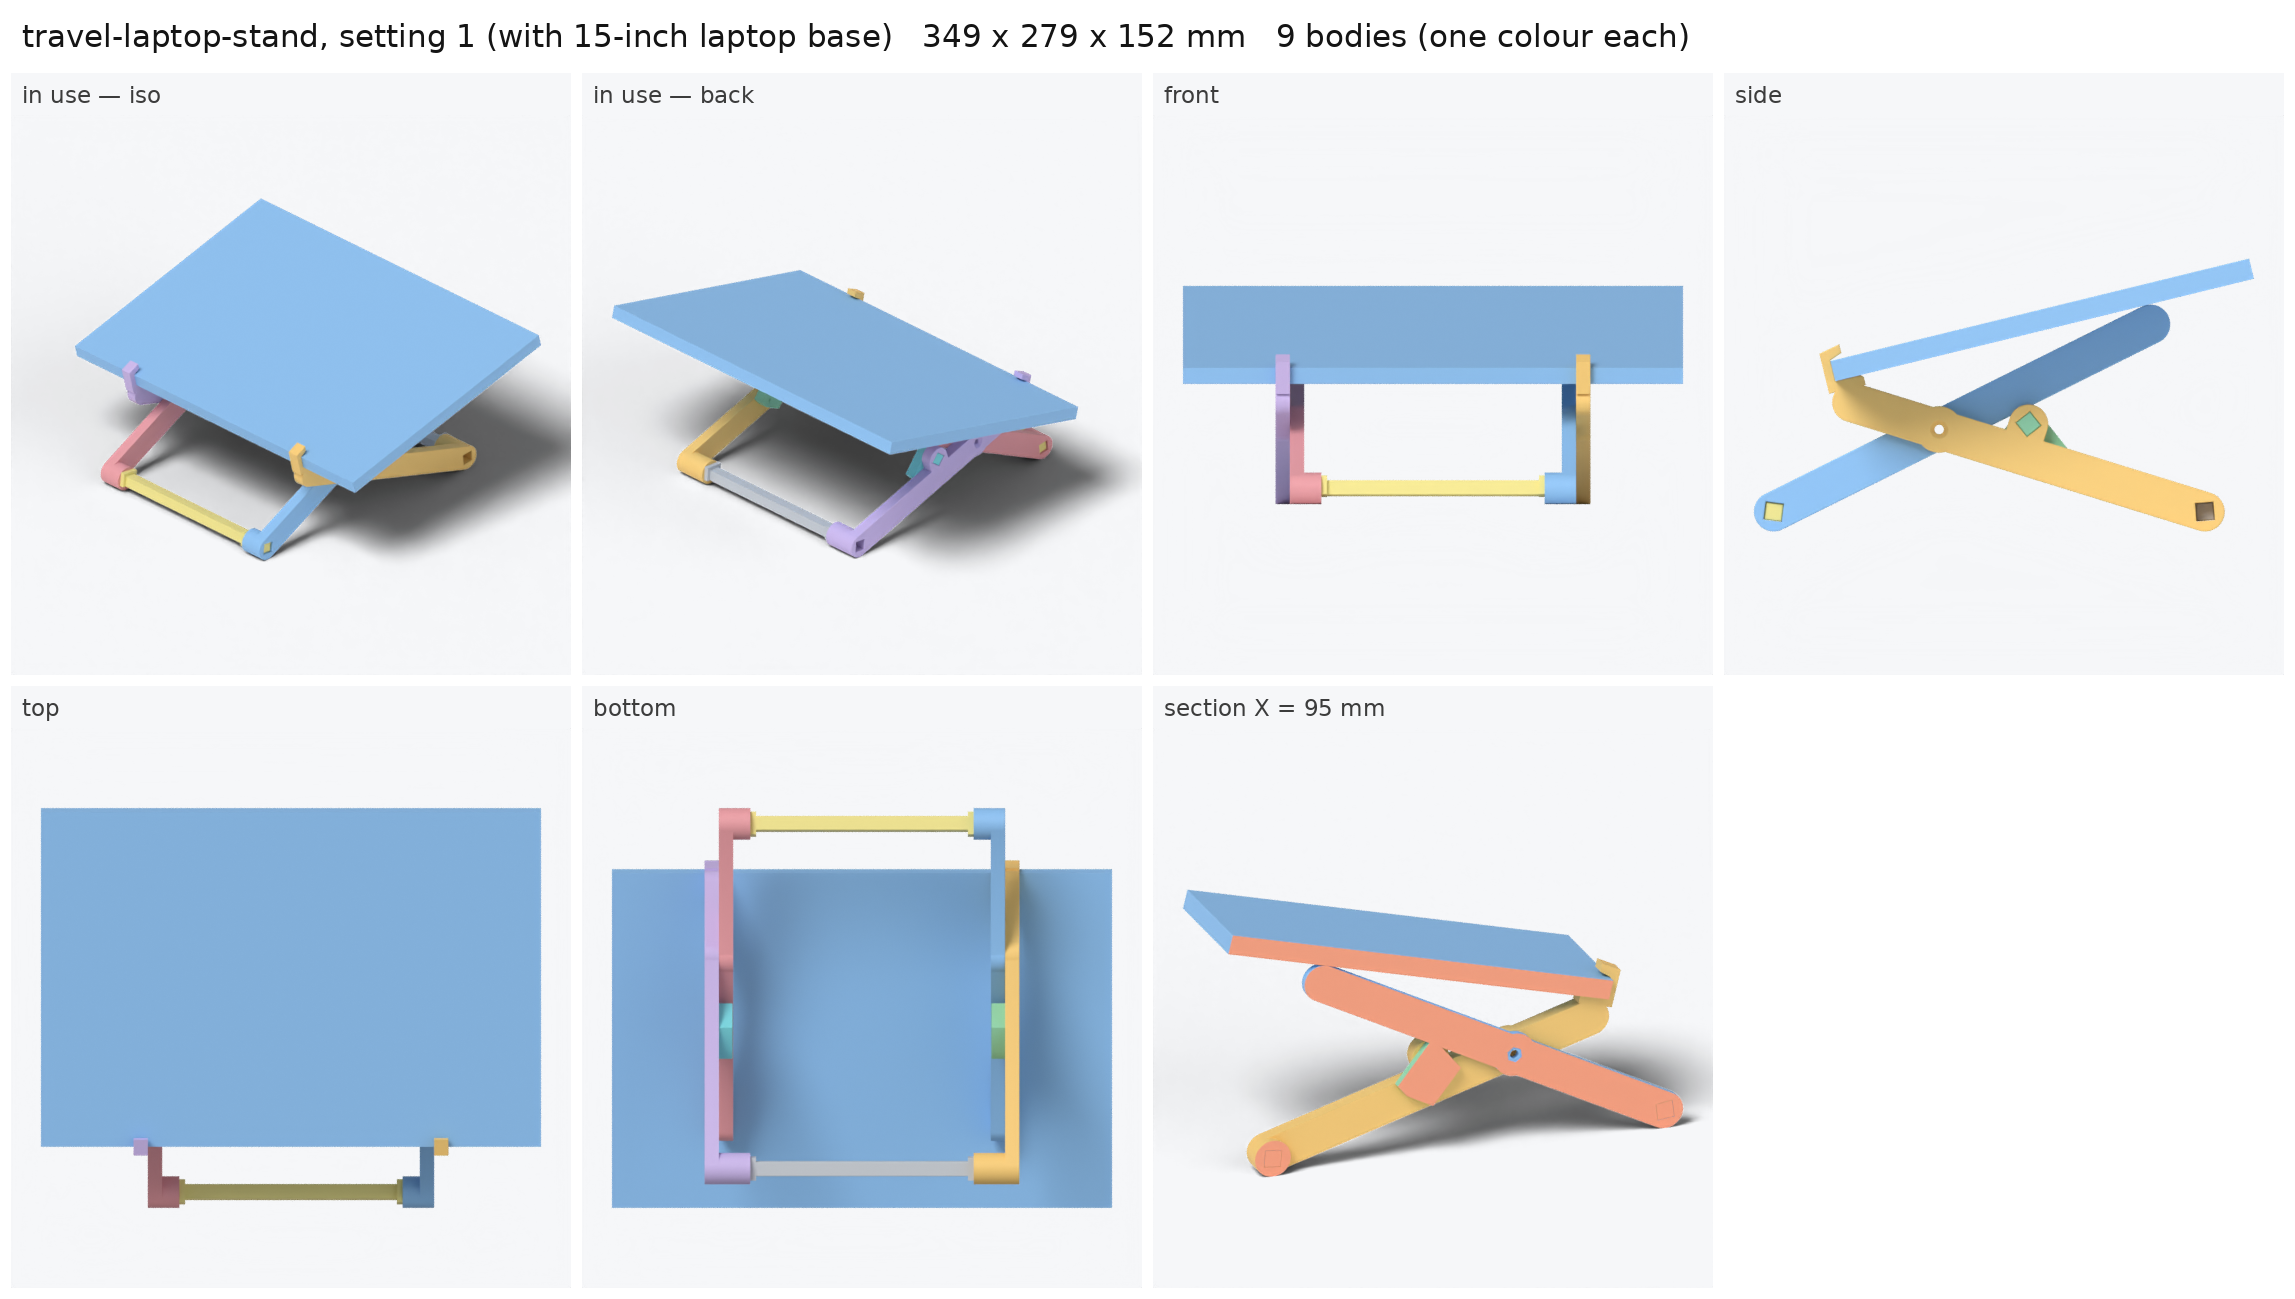 travel-laptop-stand, setting 1 (with 15-inch laptop base)   349 x 279 x 152 mm   9 bodies (one colour each)
in use — iso
in use — back
front
side
top
bottom
section X = 95 mm